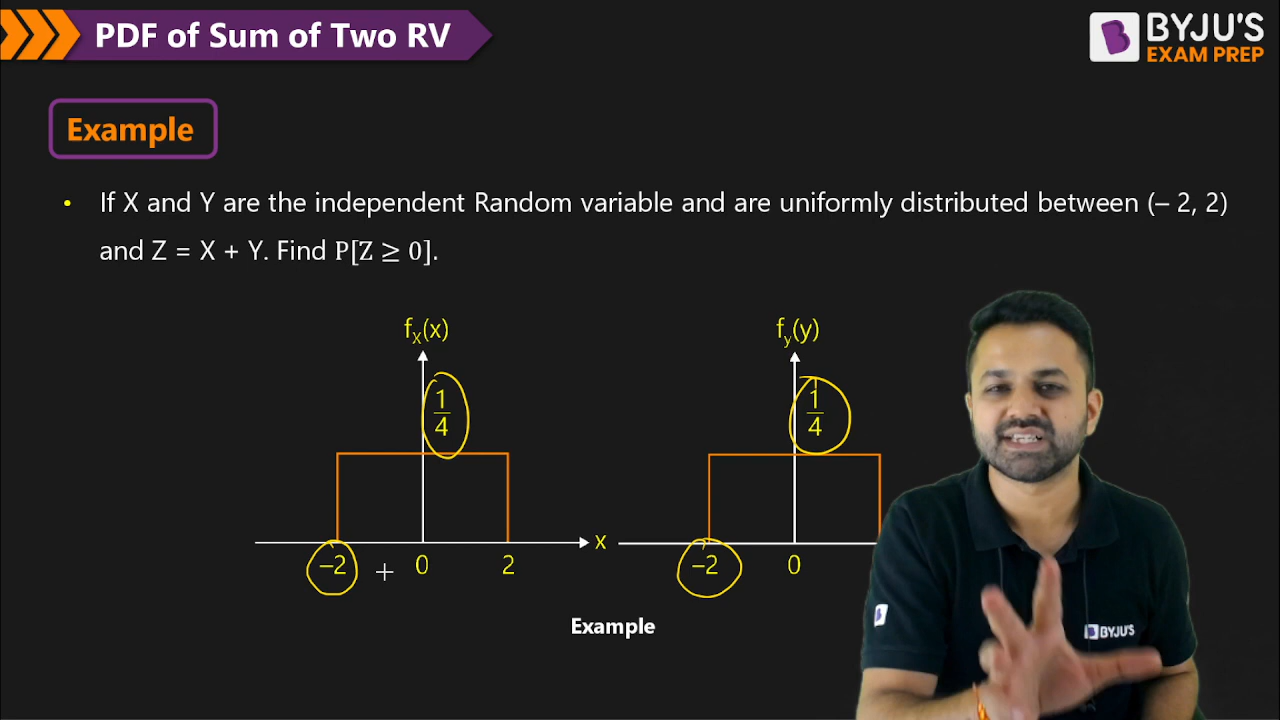 PDF of Sum of Two RV
BYJU'S
EXAM PREP
Example
• If X and Y are the independent Random variable and are uniformly distributed between (– 2, 2)
and Z = X + Y. Find P[Z ≥ 0].
fX(x)
fy(y)
1/4
1/4
x
–2 + 0 2
–2 0
Example
BYJU'S